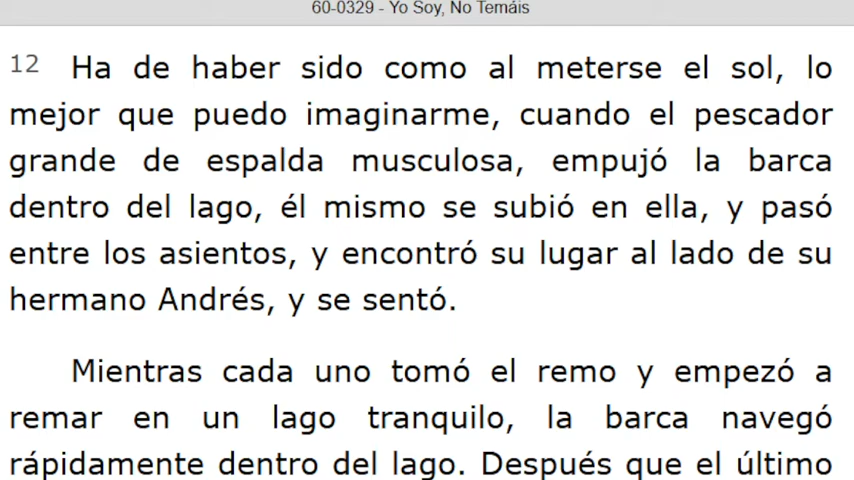 60-0329 - Yo Soy, No Temáis
12 Ha de haber sido como al meterse el sol, lo
mejor que puedo imaginarme, cuando el pescador
grande de espalda musculosa, empujó la barca
dentro del lago, él mismo se subió en ella, y pasó
entre los asientos, y encontró su lugar al lado de su
hermano Andrés, y se sentó.
Mientras cada uno tomó el remo y empezó a
remar en un lago tranquilo, la barca navegó
rápidamente dentro del lago. Después que el último